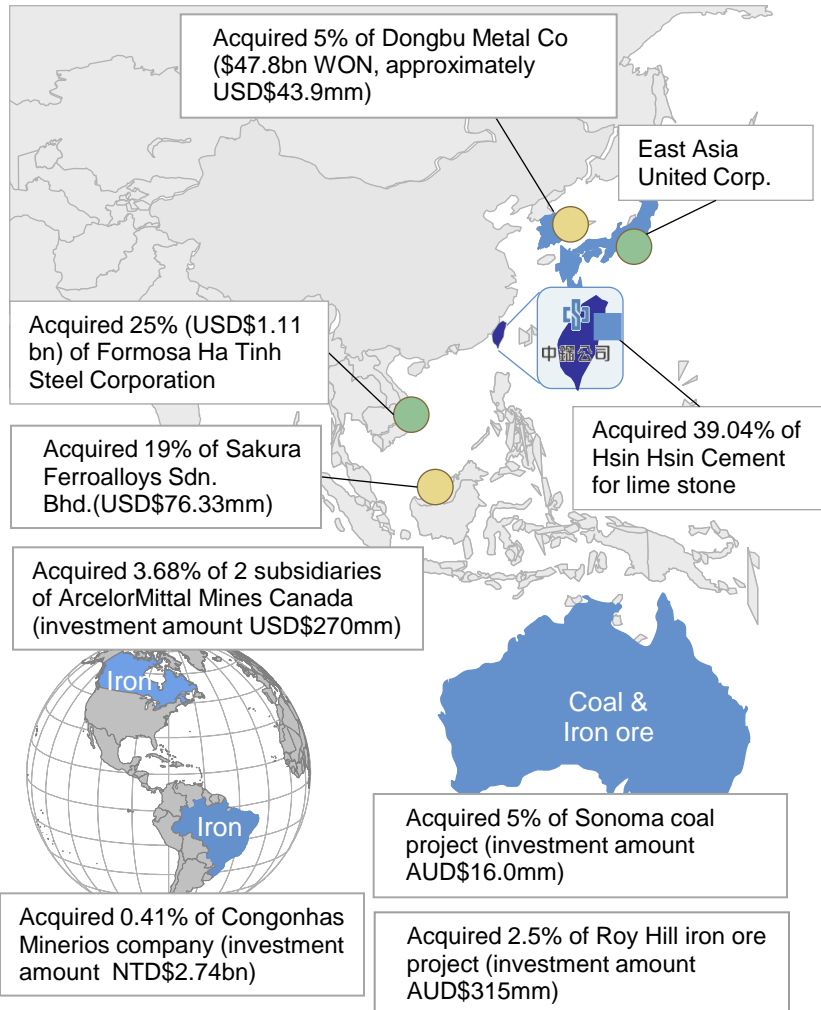 Acquired 5% of Dongbu Metal Co
($47.8bn WON, approximately
USD$43.9mm)
East Asia
United Corp.
Acquired 25% (USD$1.11
bn) of Formosa Ha Tinh
Steel Corporation
中鋼公司
Acquired 39.04% of
Hsin Hsin Cement
for lime stone
Acquired 19% of Sakura
Ferroalloys Sdn.
Bhd.(USD$76.33mm)
Acquired 3.68% of 2 subsidiaries
of ArcelorMittal Mines Canada
(investment amount USD$270mm)
Iron
Coal &
Iron ore
Iron
Acquired 5% of Sonoma coal
project (investment amount
AUD$16.0mm)
Acquired 0.41% of Congonhas
Minerios company (investment
amount  NTD$2.74bn)
Acquired 2.5% of Roy Hill iron ore
project (investment amount
AUD$315mm)